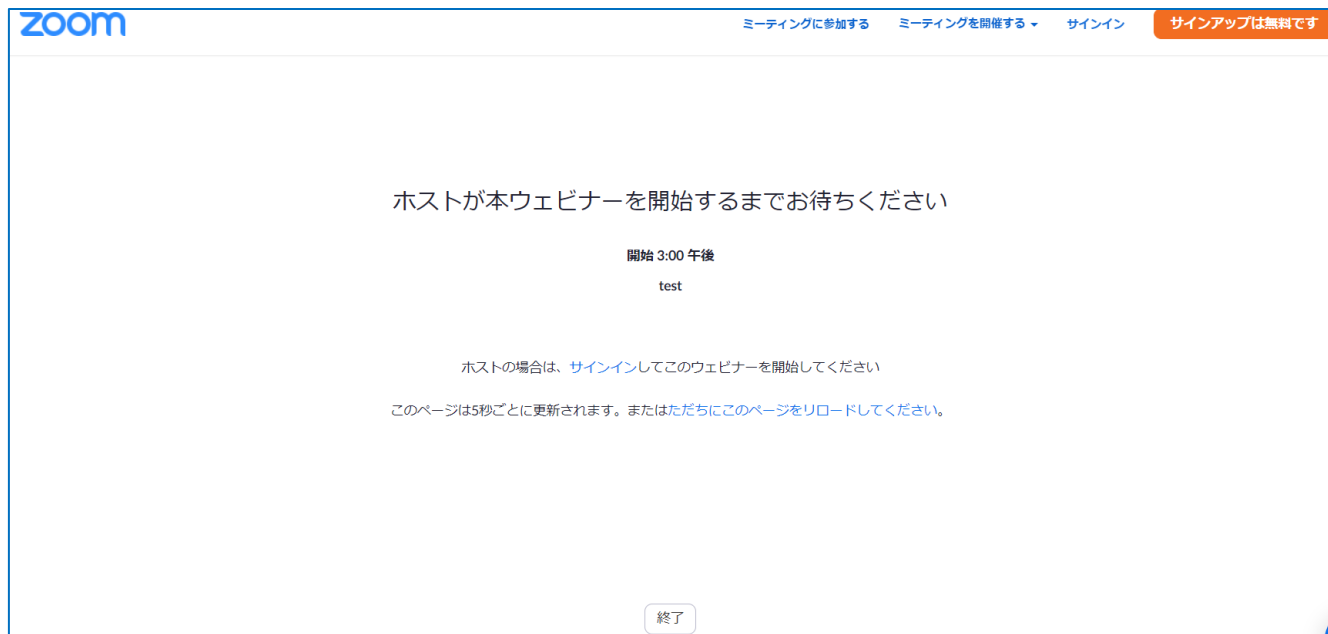 zoom ミーティングに参加する ミーティングを開催する サインイン サインアップは無料です
ホストが本ウェビナーを開始するまでお待ちください
開始 3:00 午後
test
ホストの場合は、サインインしてこのウェビナーを開始してください
このページは5秒ごとに更新されます。またはただちにこのページをリロードしてください。
終了